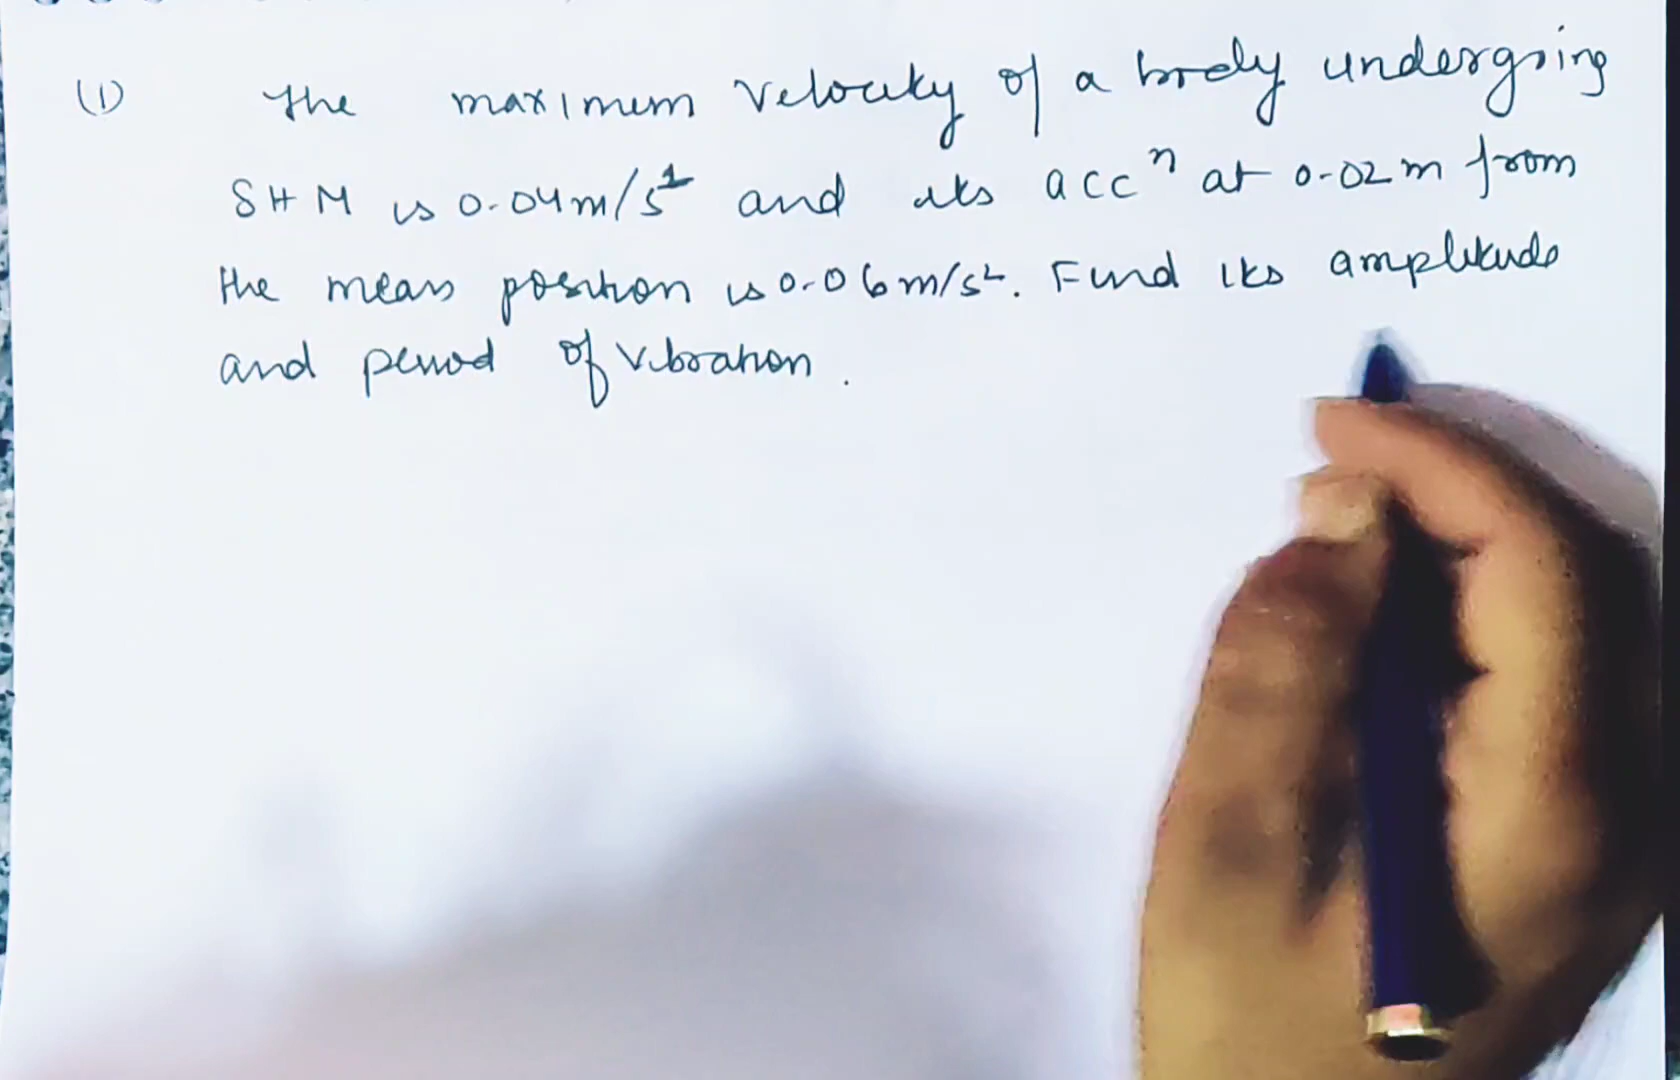 (1) The maximum velocity of a body undergoing
SHM is 0.04m/s and its accⁿ at 0.02m from
the mean position is 0.06m/s². Find its amplitude
and period of vibration.